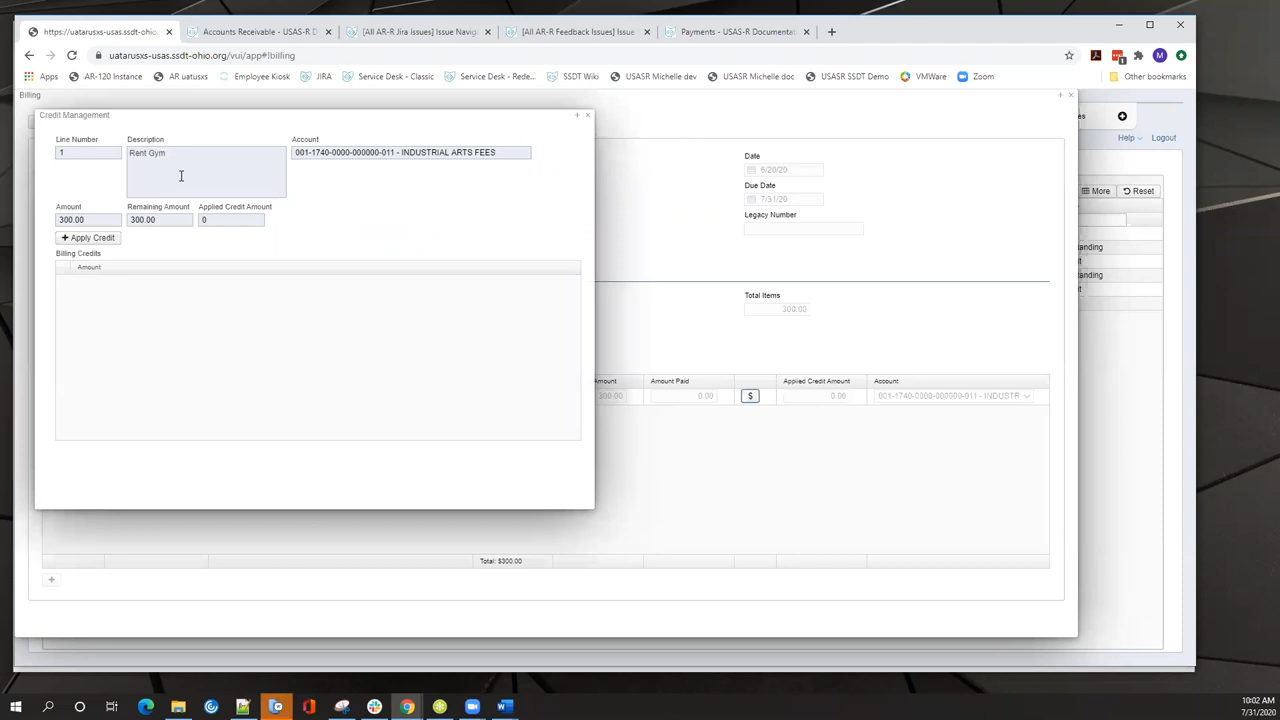 https://uatarusxs-usas.ssdt-ohio. Accounts Receivable - USAS-R D [All AR-R Jira issues] Issue Navig [All AR-R Feedback Issues] Issue Payments - USAS-R Documentat
uatarusxs-usas.ssdt-ohio.org/vui/app#!billing
Apps AR-120 Instance AR uatusxs Employee Kiosk JIRA Service Desk - Classic Service Desk - Rede... SSDT Wiki USASR Michelle dev USASR Michelle doc USASR SSDT Demo VMWare Zoom Other bookmarks
Billing
Credit Management
Help Logout
Line Number Description Account
1 Rent Gym 001-1740-0000-000000-011 - INDUSTRIAL ARTS FEES
Date
6/20/20
Due Date
7/31/20
More Reset
Amount Remaining Amount Applied Credit Amount
300.00 300.00 0
Legacy Number
Apply Credit
Billing Credits
Amount
Total Items
300.00
Amount Paid Applied Credit Amount Account
300.00 0.00 $ 0.00 001-1740-0000-000000-011 - INDUSTR
Total: $300.00
10:02 AM
7/31/2020